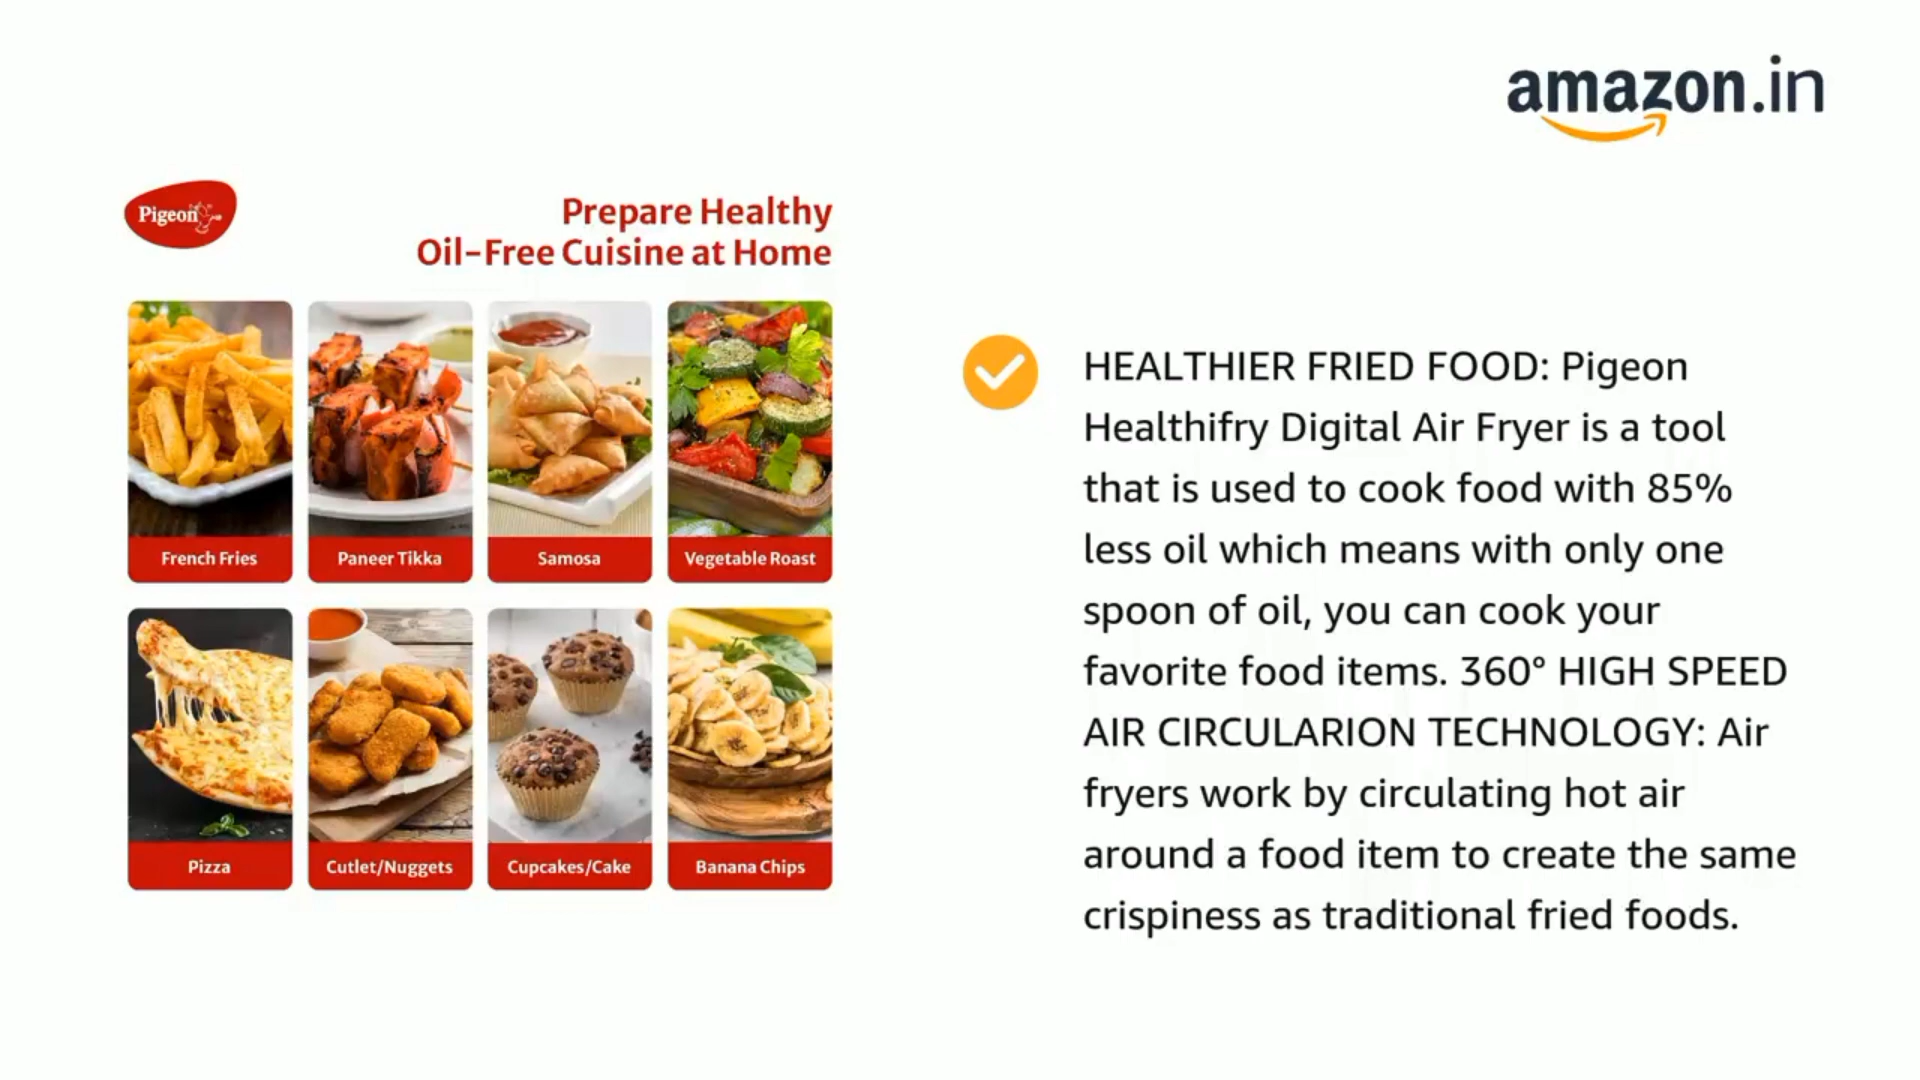 amazon.in
Pigeon
Prepare Healthy
Oil-Free Cuisine at Home
French Fries
Paneer Tikka
Samosa
Vegetable Roast
Pizza
Cutlet/Nuggets
Cupcakes/Cake
Banana Chips
HEALTHIER FRIED FOOD: Pigeon
Healthifry Digital Air Fryer is a tool
that is used to cook food with 85%
less oil which means with only one
spoon of oil, you can cook your
favorite food items. 360° HIGH SPEED
AIR CIRCULARION TECHNOLOGY: Air
fryers work by circulating hot air
around a food item to create the same
crispiness as traditional fried foods.